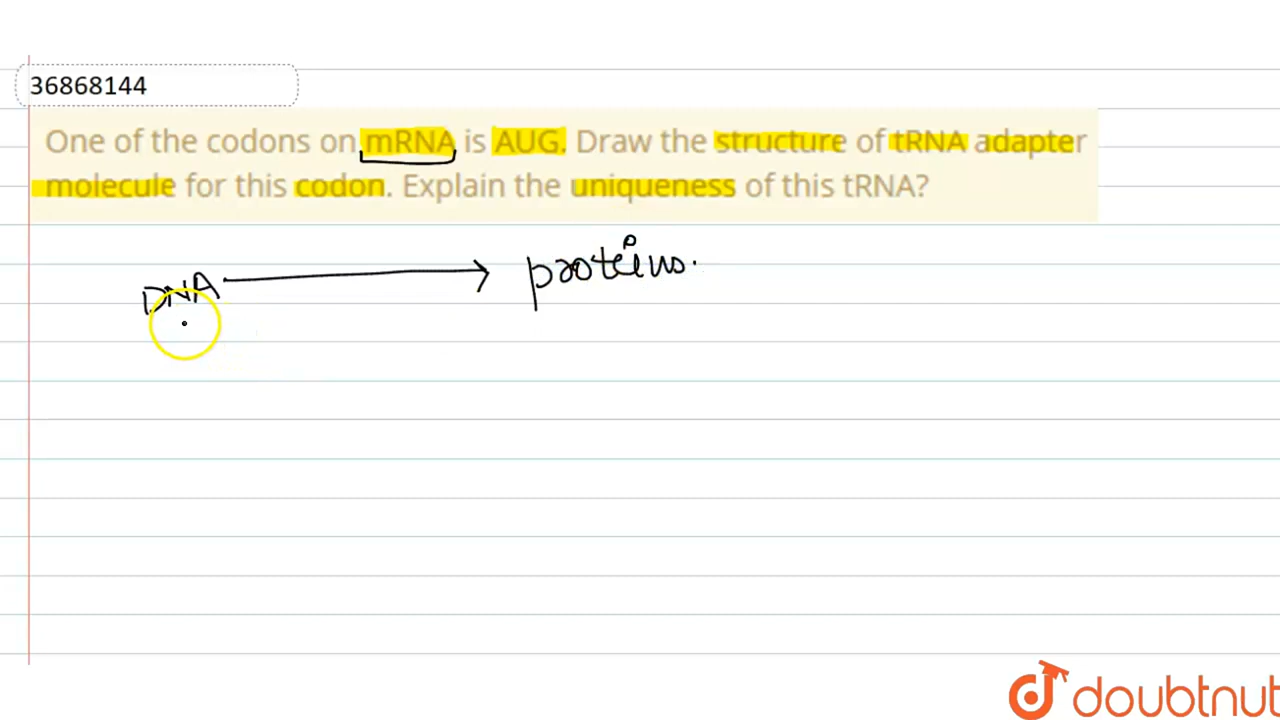 36868144
One of the codons on mRNA is AUG. Draw the structure of tRNA adapter
molecule for this codon. Explain the uniqueness of this tRNA?
DNA proteins.
doubtnut